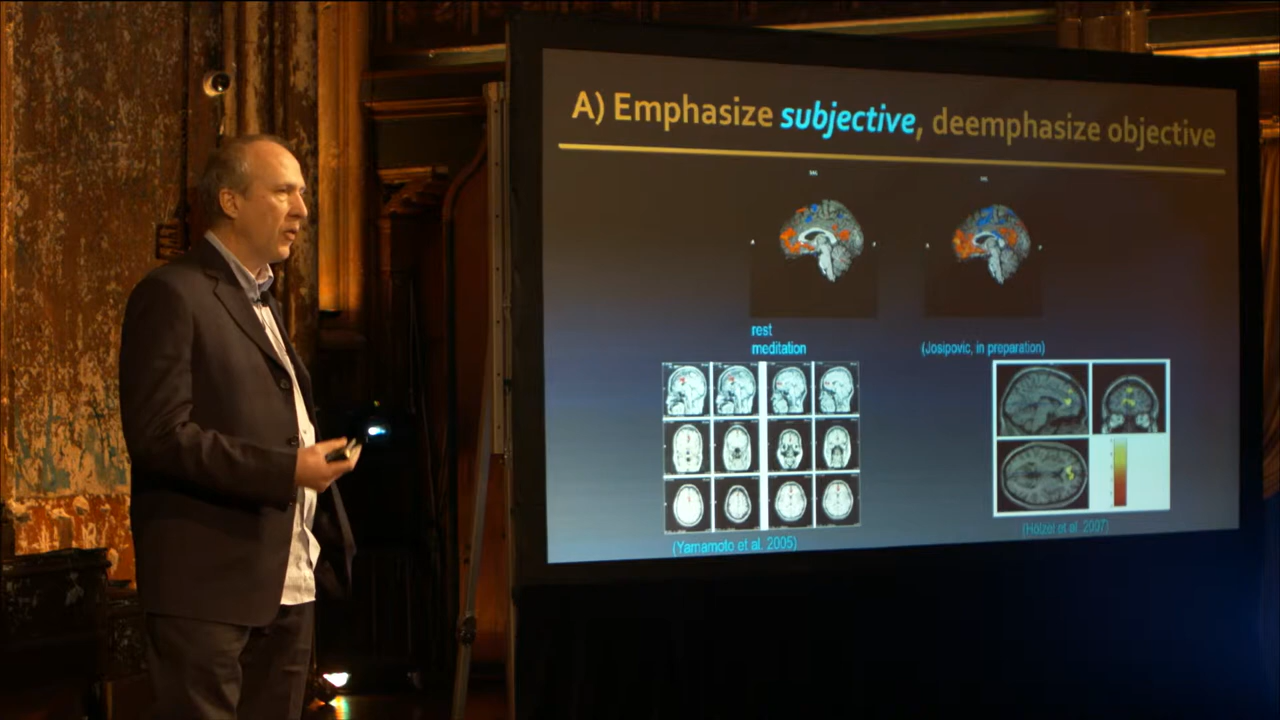 A) Emphasize subjective, deemphasize objective
rest
meditation
(Josipovic, in preparation)
(Yamamoto et al. 2005)
(Hölzel et al. 2007)